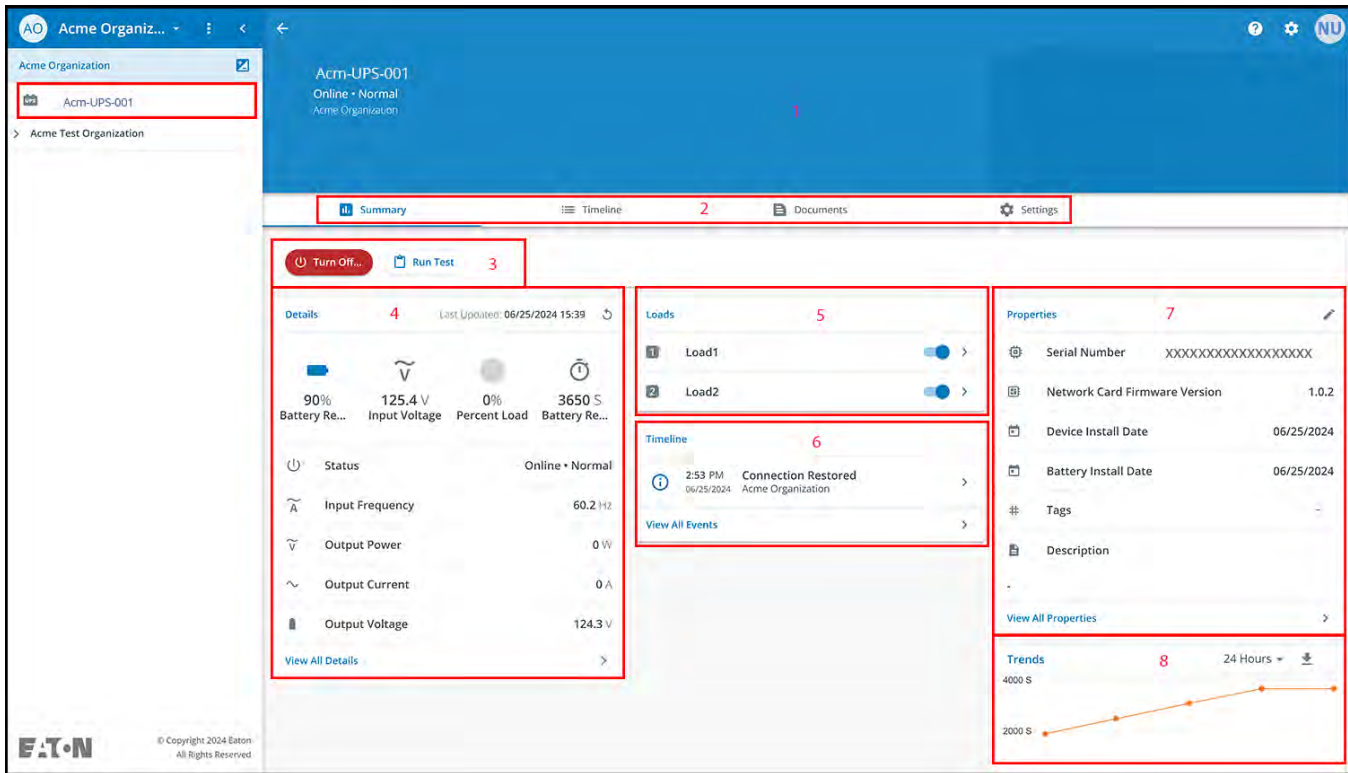 AO Acme Organiz...
NU
Acme Organization
UPS Acm-UPS-001
Acme Test Organization
Acm-UPS-001
Online • Normal
Acme Organization
1
Summary
Timeline
2
Documents
Settings
Turn Off...
Run Test
3
Details
4
Last Updated: 06/25/2024 15:39
90% 125.4 V 0% 3650 S
Battery Re... Input Voltage Percent Load Battery Re...
Status Online • Normal
Input Frequency 60.2 Hz
Output Power 0 W
Output Current 0 A
Output Voltage 124.3 V
View All Details
Loads
5
1 Load1
2 Load2
Timeline
6
2:53 PM Connection Restored
06/25/2024 Acme Organization
View All Events
Properties
7
Serial Number XXXXXXXXXXXXXXXXXX
Network Card Firmware Version 1.0.2
Device Install Date 06/25/2024
Battery Install Date 06/25/2024
# Tags -
Description
-
View All Properties
Trends
8
24 Hours
4000 S
2000 S
EATON
© Copyright 2024 Eaton
All Rights Reserved